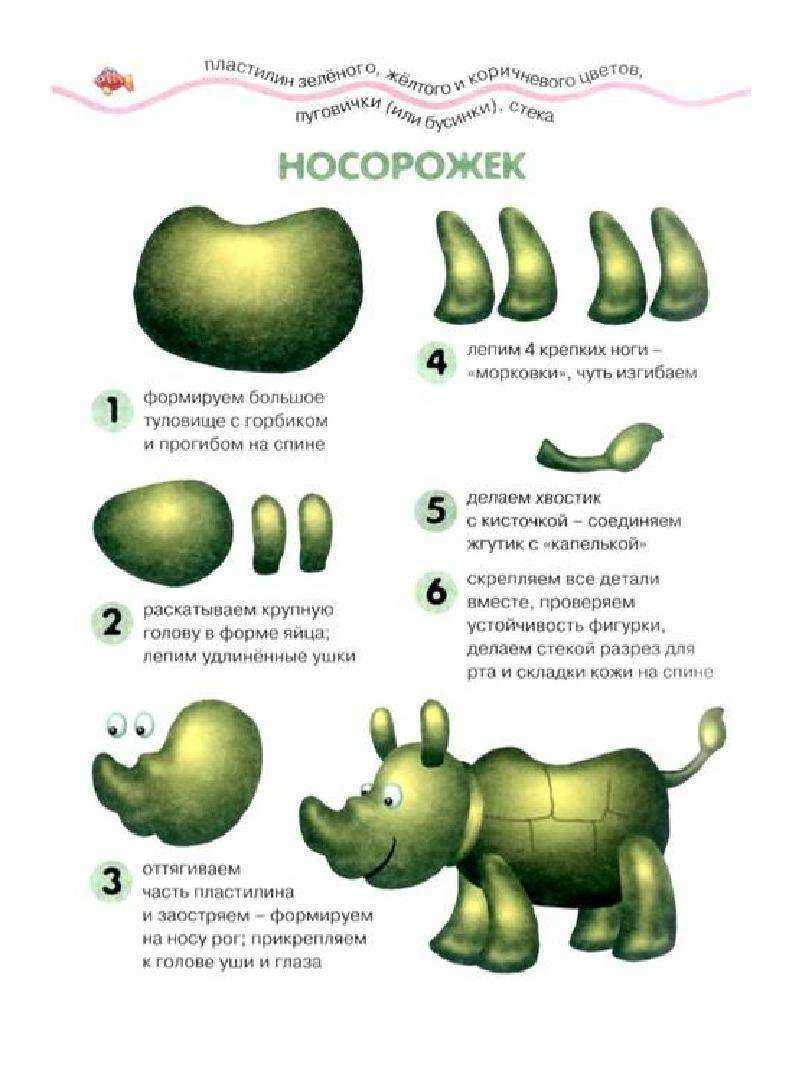 пластилин зелёного, жёлтого и коричневого цветов,
пуговички (или бусинки), стека
НОСОРОЖЕК
1
формируем большое
туловище с горбиком
и прогибом на спине
2
раскатываем крупную
голову в форме яйца;
лепим удлинённые ушки
3
оттягиваем
часть пластилина
и заостряем – формируем
на носу рог; прикрепляем
к голове уши и глаза
4
лепим 4 крепких ноги –
«морковки», чуть изгибаем
5
делаем хвостик
с кисточкой – соединяем
жгутик с «капелькой»
6
скрепляем все детали
вместе, проверяем
устойчивость фигурки,
делаем стекой разрез для
рта и складки кожи на спине